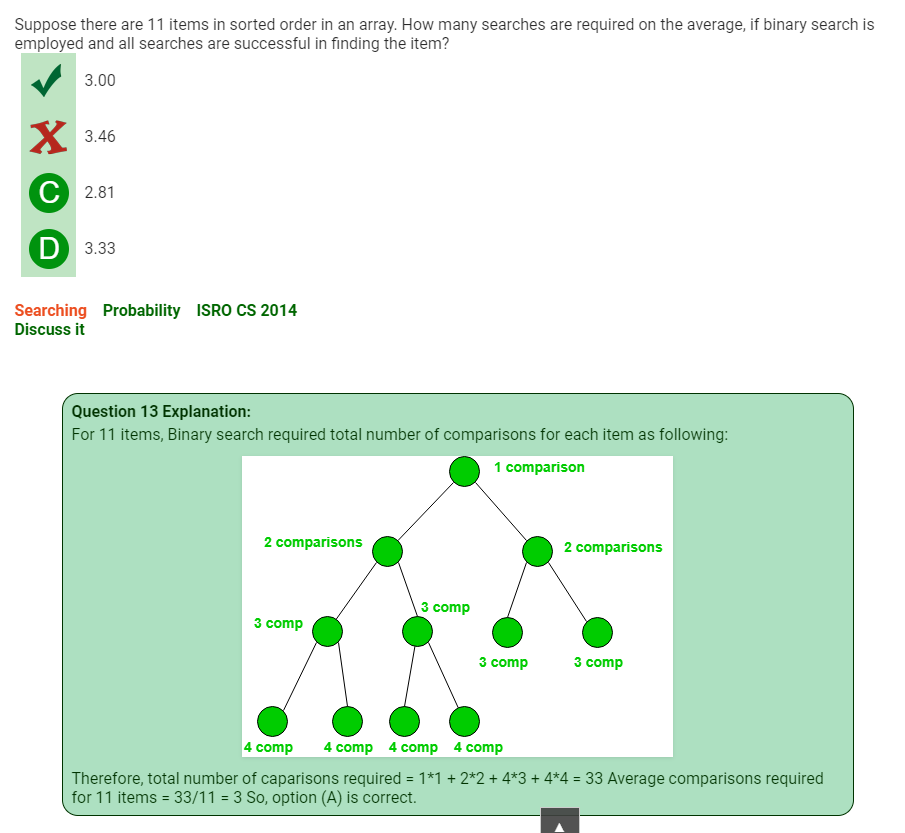 Suppose there are 11 items in sorted order in an array. How many searches are required on the average, if binary search is
employed and all searches are successful in finding the item?
3.00
X 3.46
C 2.81
D 3.33
Searching Probability ISRO CS 2014
Discuss it
Question 13 Explanation:
For 11 items, Binary search required total number of comparisons for each item as following:
1 comparison
2 comparisons
2 comparisons
3 comp
3 comp
3 comp
3 comp
4 comp
4 comp
4 comp
4 comp
Therefore, total number of caparisons required = 1*1 + 2*2 + 4*3 + 4*4 = 33 Average comparisons required
for 11 items = 33/11 = 3 So, option (A) is correct.